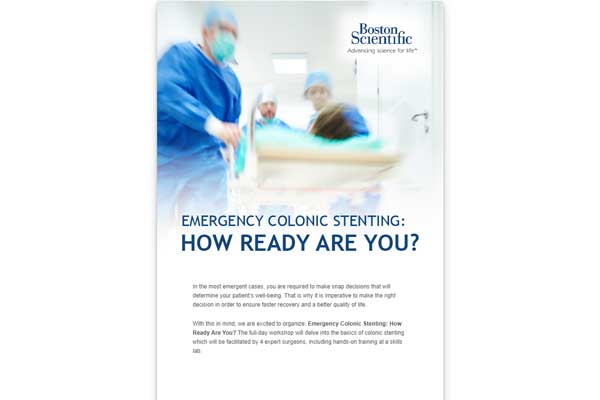 Boston
Scientific
Advancing science for life™
EMERGENCY COLONIC STENTING:
HOW READY ARE YOU?
In the most emergent cases, you are required to make snap decisions that will
determine your patient's well-being. That is why it is imperative to make the right
decision in order to ensure faster recovery and a better quality of life.
With this in mind, we are excited to organize: Emergency Colonic Stenting: How
Ready Are You? The full-day workshop will delve into the basics of colonic stenting
which will be facilitated by 4 expert surgeons, including hands-on training at a skills
lab.